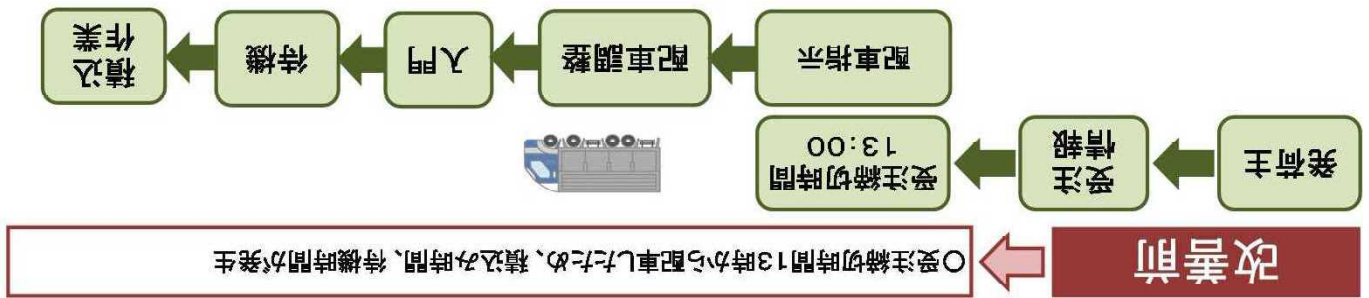 改善前
○受注締切時間13時から配車したため、積込み時間、待機時間が発生
発荷主
受注
情報
受注締切時間
13:00
配車指示
配車調整
入門
待機
積込
作業